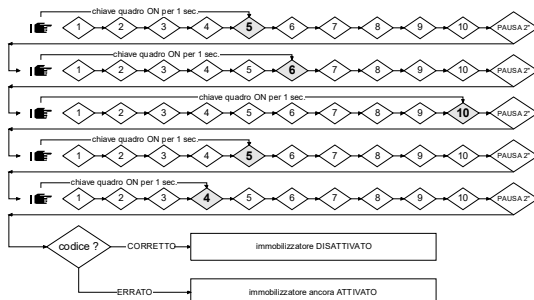 chiave quadro ON per 1 sec.
1 2 3 4 5 6 7 8 9 10 PAUSA 2"
chiave quadro ON per 1 sec.
1 2 3 4 5 6 7 8 9 10 PAUSA 2"
chiave quadro ON per 1 sec.
1 2 3 4 5 6 7 8 9 10 PAUSA 2"
chiave quadro ON per 1 sec.
1 2 3 4 5 6 7 8 9 10 PAUSA 2"
chiave quadro ON per 1 sec.
1 2 3 4 5 6 7 8 9 10 PAUSA 2"
codice ? CORRETTO immobilizzatore DISATTIVATO
ERRATO immobilizzatore ancora ATTIVATO